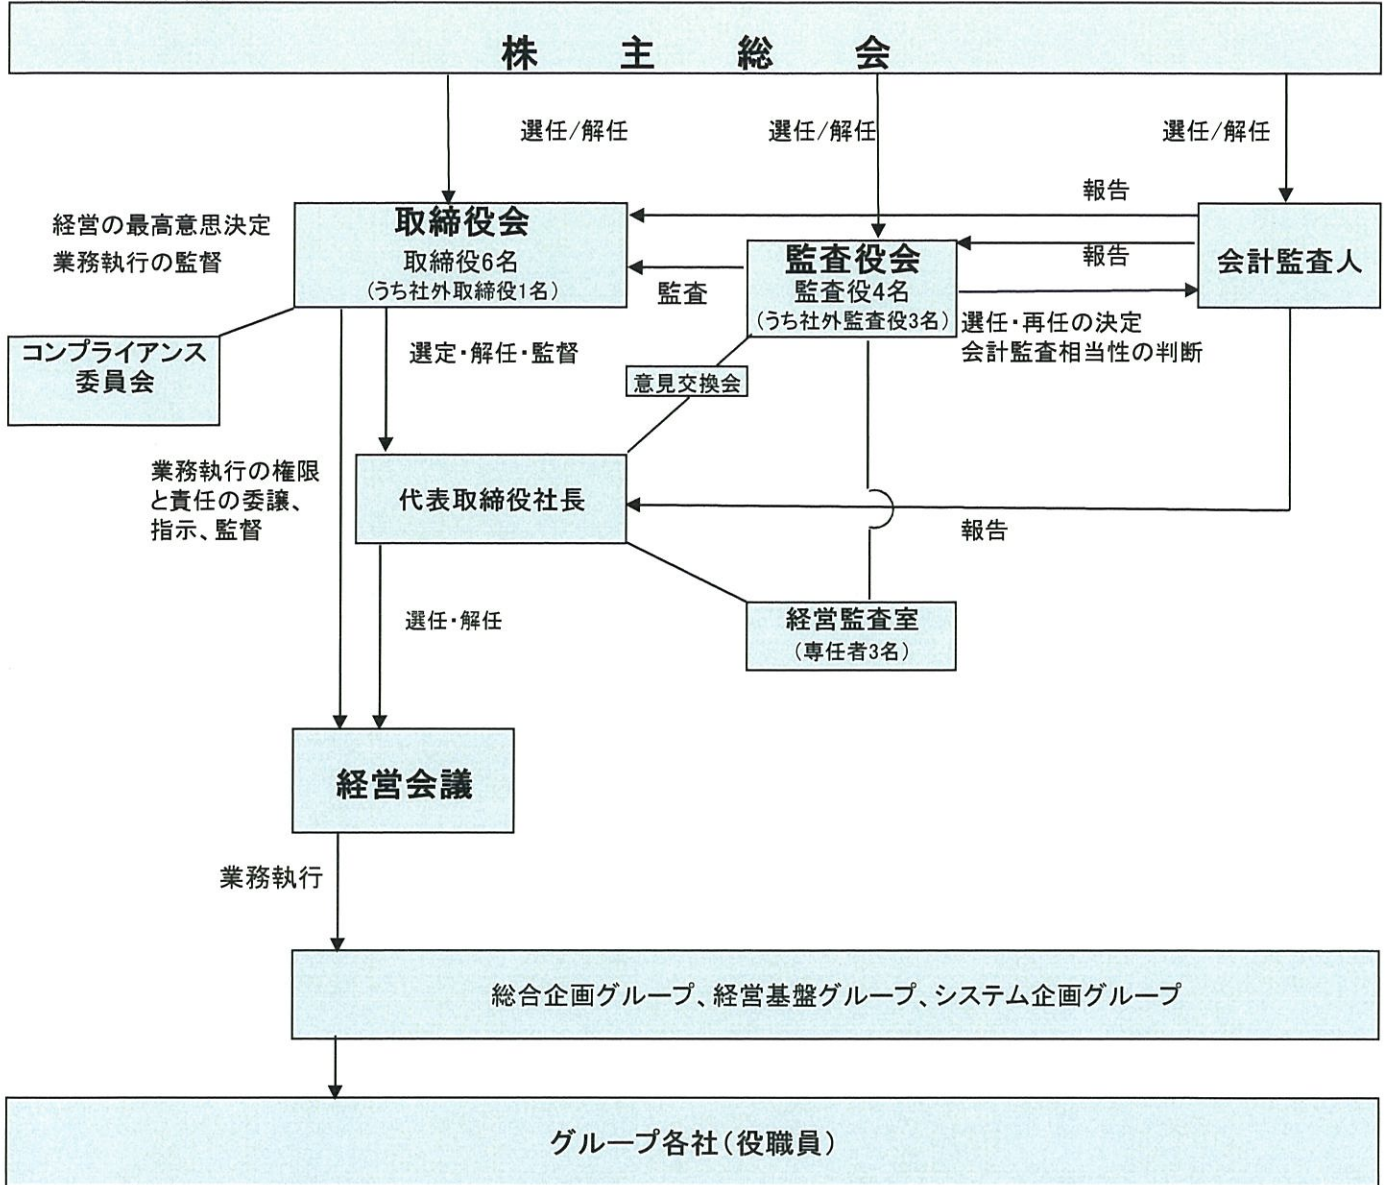 株 主 総 会
選任/解任
選任/解任
選任/解任
報告
経営の最高意思決定
業務執行の監督
取締役会
取締役6名
(うち社外取締役1名)
監査
監査役会
監査役4名
(うち社外監査役3名)
報告
会計監査人
選任・再任の決定
会計監査相当性の判断
コンプライアンス
委員会
選定・解任・監督
意見交換会
業務執行の権限
と責任の委譲、
指示、監督
代表取締役社長
報告
選任・解任
経営監査室
(専任者3名)
経営会議
業務執行
総合企画グループ、経営基盤グループ、システム企画グループ
グループ各社(役職員)